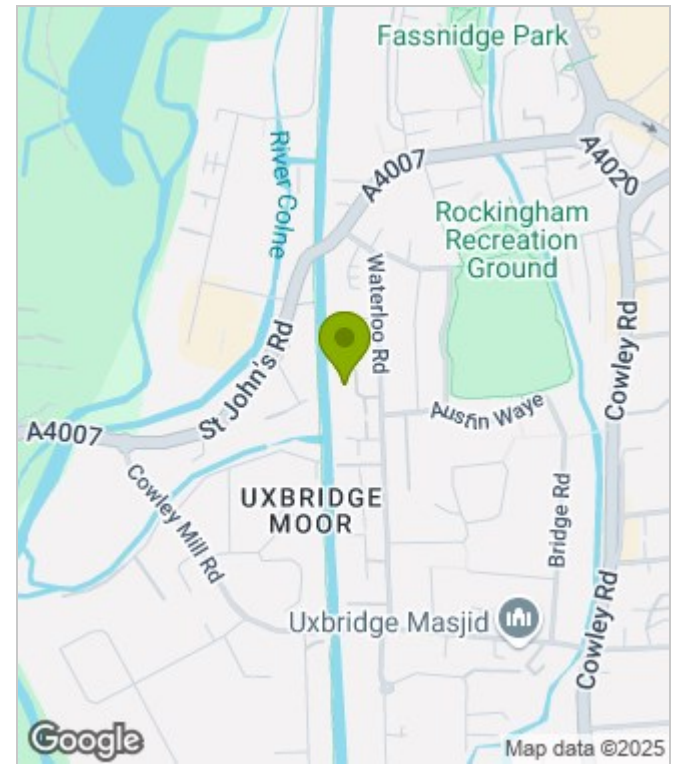 Fassnidge Park
River Colne
A4007
A4020
Rockingham
Recreation
Ground
Waterloo Rd
St John's Rd
Cowley Rd
Austin Waye
A4007
UXBRIDGE
MOOR
Cowley Mill Rd
Bridge Rd
Uxbridge Masjid
Cowley Rd
Google
Map data ©2025